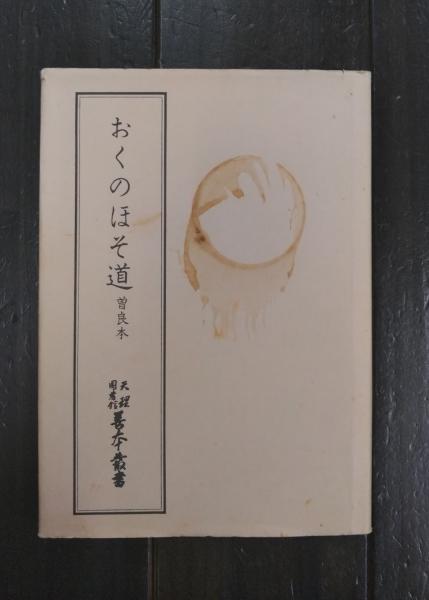 おくのほそ道
曽良本
天理
図書館
善本叢書